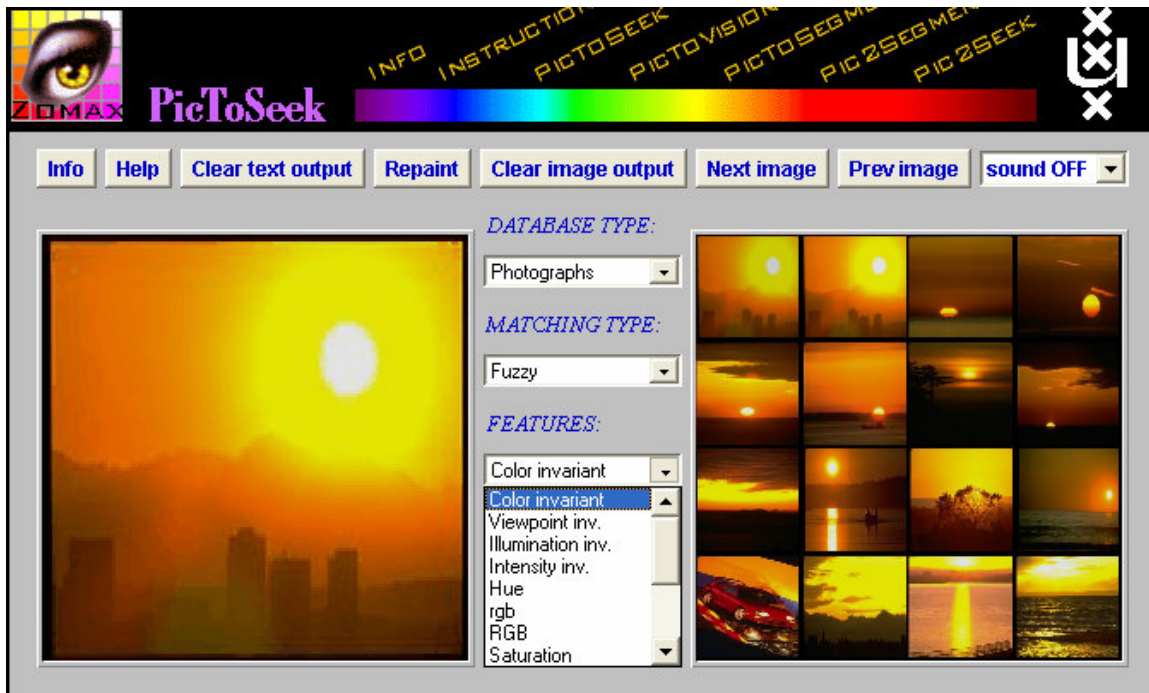 INFO INSTRUCTION PICTOSEEK PICTOVISION PICTOSEGMENT PIC2SEGMENT PIC2SEEK
ZOMAX
PicToSeek
Info Help Clear text output Repaint Clear image output Next image Prev image sound OFF
DATABASE TYPE:
Photographs
MATCHING TYPE:
Fuzzy
FEATURES:
Color invariant
Color invariant
Viewpoint inv.
Illumination inv.
Intensity inv.
Hue
rgb
RGB
Saturation